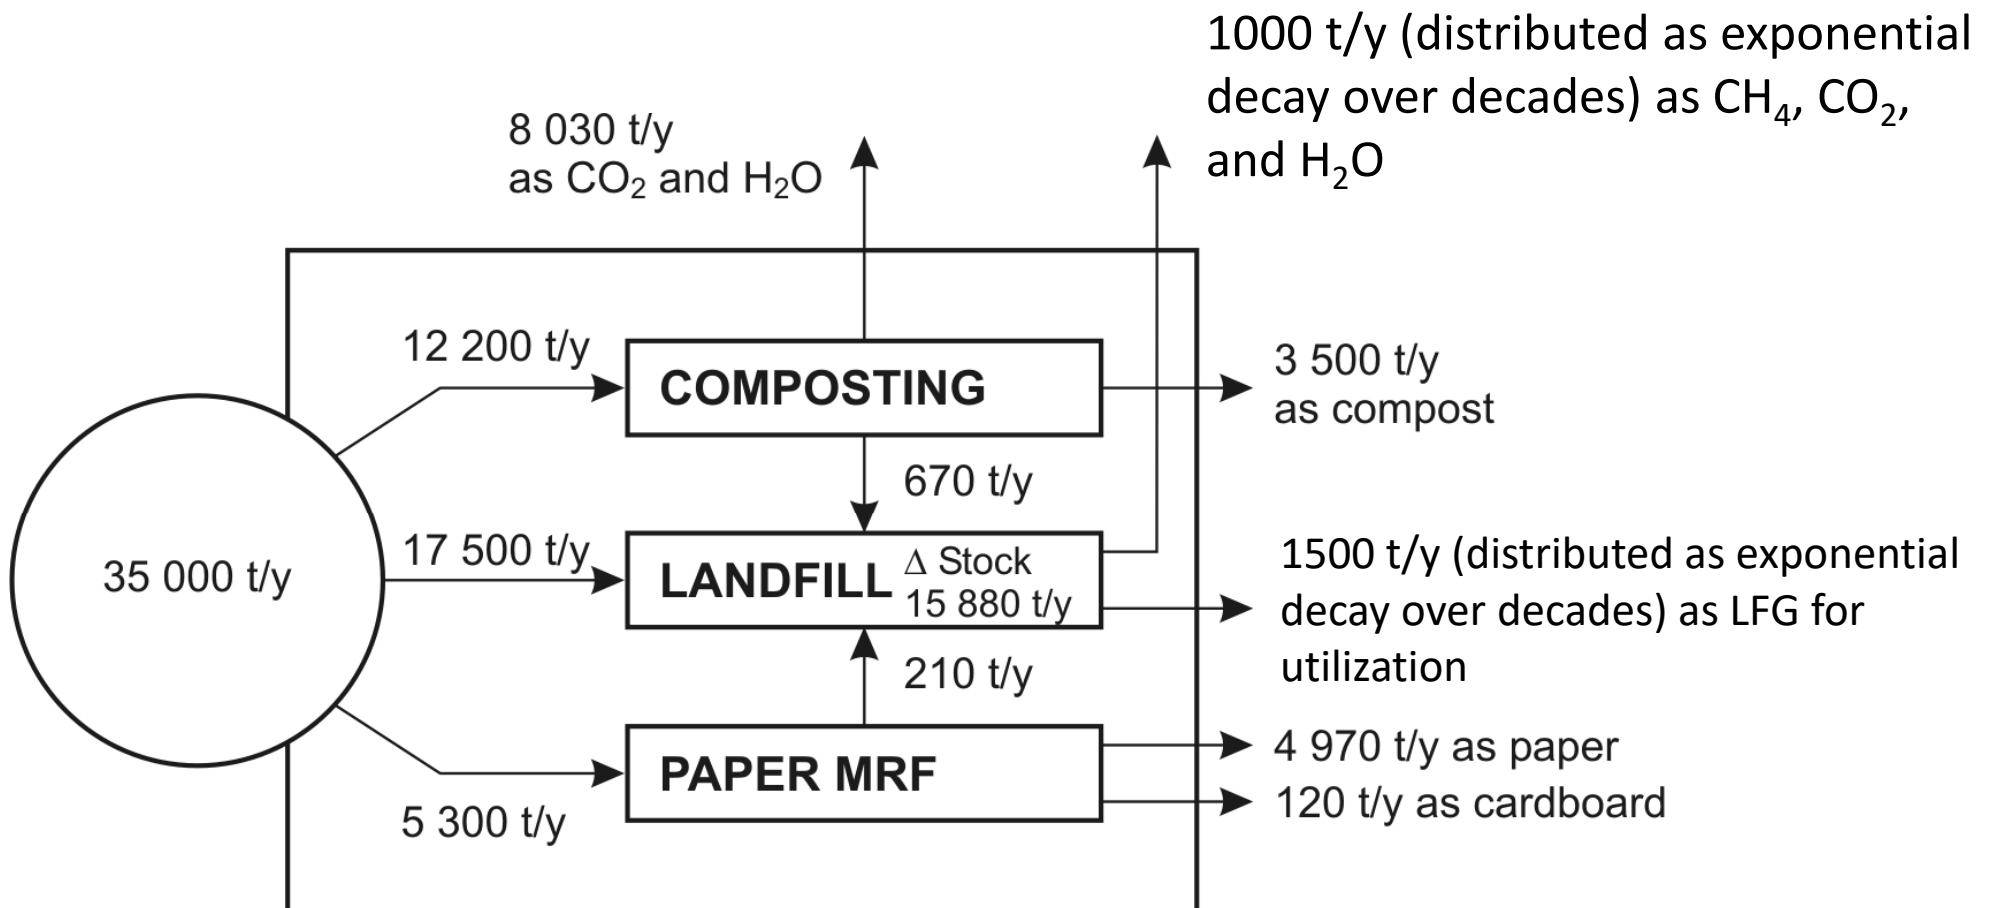 1000 t/y (distributed as exponential
decay over decades) as CH₄, CO₂,
and H₂O
8 030 t/y
as CO₂ and H₂O
12 200 t/y
COMPOSTING
3 500 t/y
as compost
670 t/y
35 000 t/y
17 500 t/y
LANDFILL
Δ Stock
15 880 t/y
1500 t/y (distributed as exponential
decay over decades) as LFG for
utilization
210 t/y
5 300 t/y
PAPER MRF
4 970 t/y as paper
120 t/y as cardboard